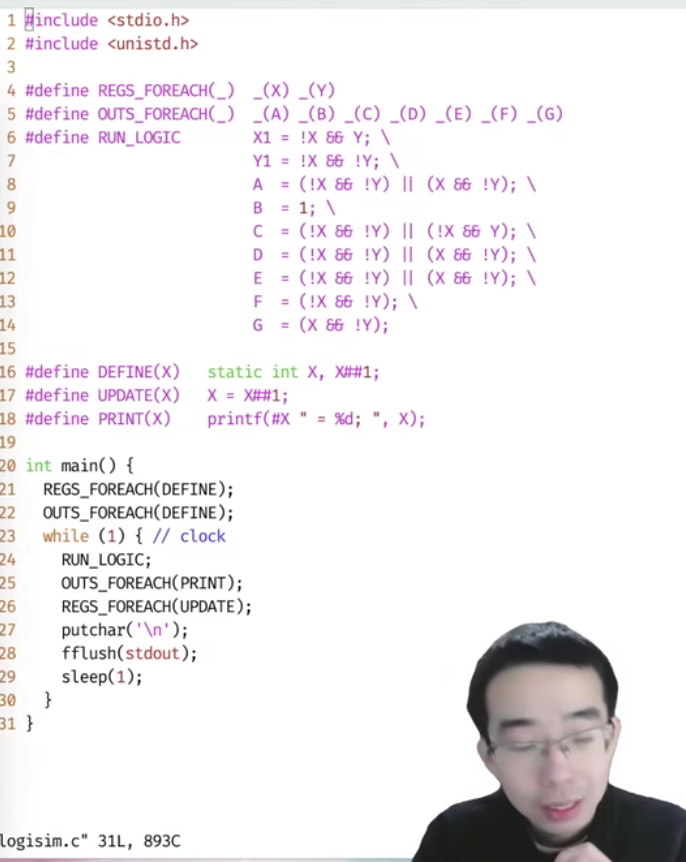 1 #include <stdio.h>
2 #include <unistd.h>
3
4 #define REGS_FOREACH(_)  _(X) _(Y)
5 #define OUTS_FOREACH(_)  _(A) _(B) _(C) _(D) _(E) _(F) _(G)
6 #define RUN_LOGIC        X1 = !X && Y; \
7                          Y1 = !X && !Y; \
8                          A  = (!X && !Y) || (X && !Y); \
9                          B  = 1; \
10                         C  = (!X && !Y) || (!X && Y); \
11                         D  = (!X && !Y) || (X && !Y); \
12                         E  = (!X && !Y) || (X && !Y); \
13                         F  = (!X && !Y); \
14                         G  = (X && !Y);
15
16 #define DEFINE(X)   static int X, X##1;
17 #define UPDATE(X)   X = X##1;
18 #define PRINT(X)    printf(#X " = %d; ", X);
19
20 int main() {
21   REGS_FOREACH(DEFINE);
22   OUTS_FOREACH(DEFINE);
23   while (1) { // clock
24     RUN_LOGIC;
25     OUTS_FOREACH(PRINT);
26     REGS_FOREACH(UPDATE);
27     putchar('\n');
28     fflush(stdout);
29     sleep(1);
30   }
31 }
logisim.c" 31L, 893C